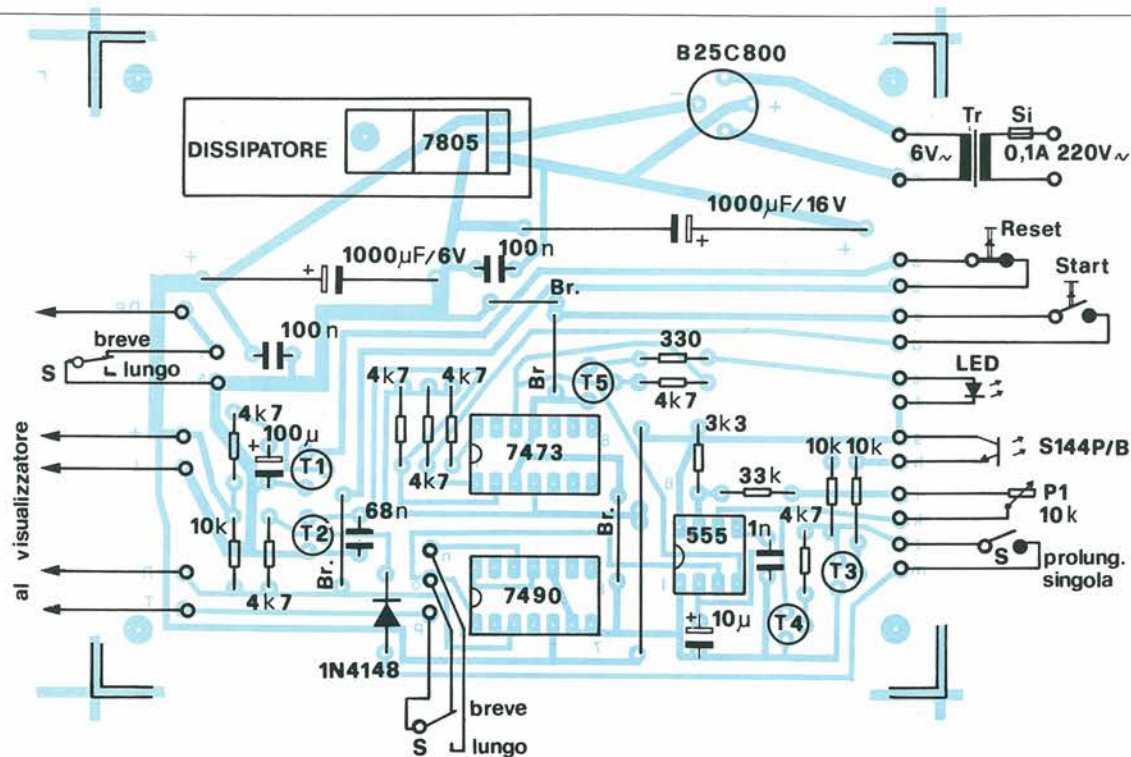 B25C800
DISSIPATORE
7805
- +
Tr Si
6V~ 0,1A 220V~
1000µF/16V
+
Reset
100n
+ 1000µF/6V
Start
Br.
100n
breve
S lungo
330
Br
T5
LED
4k7 4k7
4k7
4k7
3k3
+ 100µ
T1
7473
10k 10k
S144P/B
4k7
33k
P1
10k
68n
10k
T2
Br.
555
1n
4k7
S
prolung.
singola
al visualizzatore
Br.
7490
T3
4k7
+ 10µ
T4
1N4148
breve
S lungo